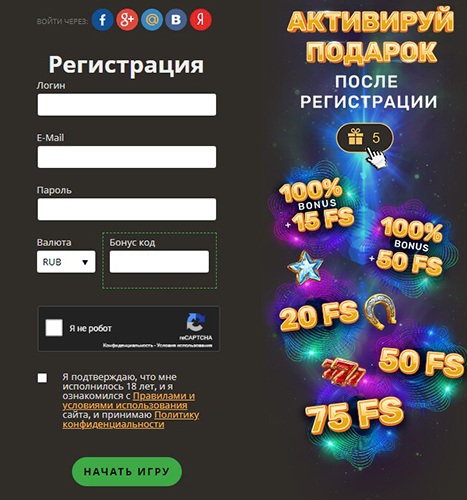 ВОЙТИ ЧЕРЕЗ:
Регистрация
Логин
E-Mail
Пароль
Валюта
Бонус код
RUB
Я не робот
reCAPTCHA
Конфиденциальность - Условия использования
Я подтверждаю, что мне
исполнилось 18 лет, и я
ознакомился с Правилами и
условиями использования
сайта, и принимаю Политику
конфиденциальности
НАЧАТЬ ИГРУ
АКТИВИРУЙ
ПОДАРОК
ПОСЛЕ
РЕГИСТРАЦИИ
5
100%
BONUS
+15 FS
100%
BONUS
+50 FS
20 FS
50 FS
777
75 FS